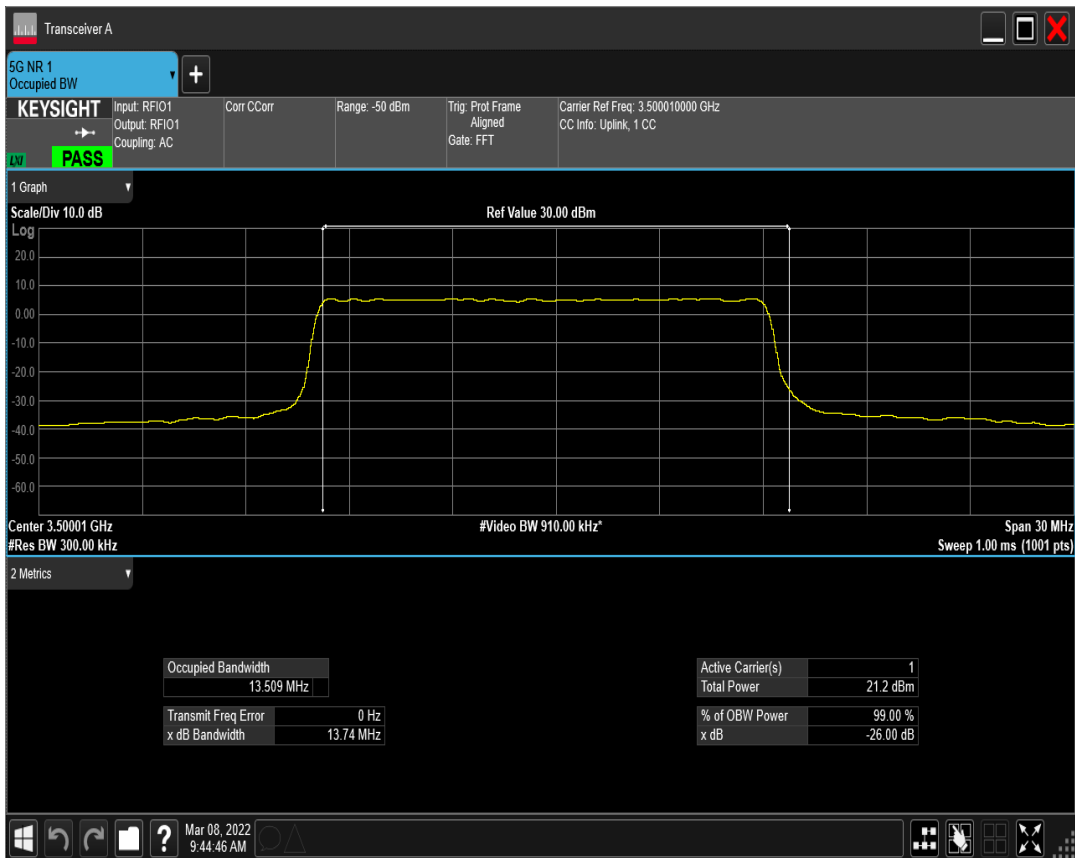 Transceiver A
5G NR 1
Occupied BW
+
KEYSIGHT
LXI
PASS
Input: RFIO1
Output: RFIO1
Coupling: AC
Corr CCorr
Range: -50 dBm
Trig: Prot Frame
Aligned
Gate: FFT
Carrier Ref Freq: 3.500010000 GHz
CC Info: Uplink, 1 CC
1 Graph
Scale/Div 10.0 dB
Ref Value 30.00 dBm
Log
20.0
10.0
0.00
-10.0
-20.0
-30.0
-40.0
-50.0
-60.0
Center 3.50001 GHz
#Video BW 910.00 kHz*
Span 30 MHz
#Res BW 300.00 kHz
Sweep 1.00 ms (1001 pts)
2 Metrics
Occupied Bandwidth
13.509 MHz
Transmit Freq Error 0 Hz
x dB Bandwidth 13.74 MHz
Active Carrier(s) 1
Total Power 21.2 dBm
% of OBW Power 99.00 %
x dB -26.00 dB
?
Mar 08, 2022
9:44:46 AM